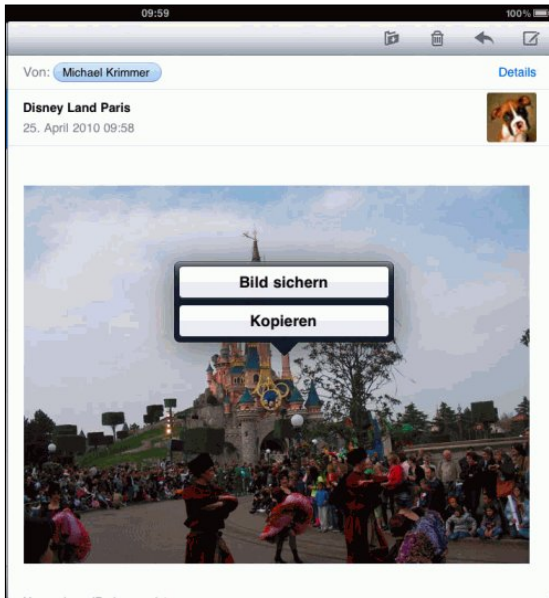 09:59
100%
Von: Michael Krimmer
Details
Disney Land Paris
25. April 2010 09:58
Bild sichern
Kopieren